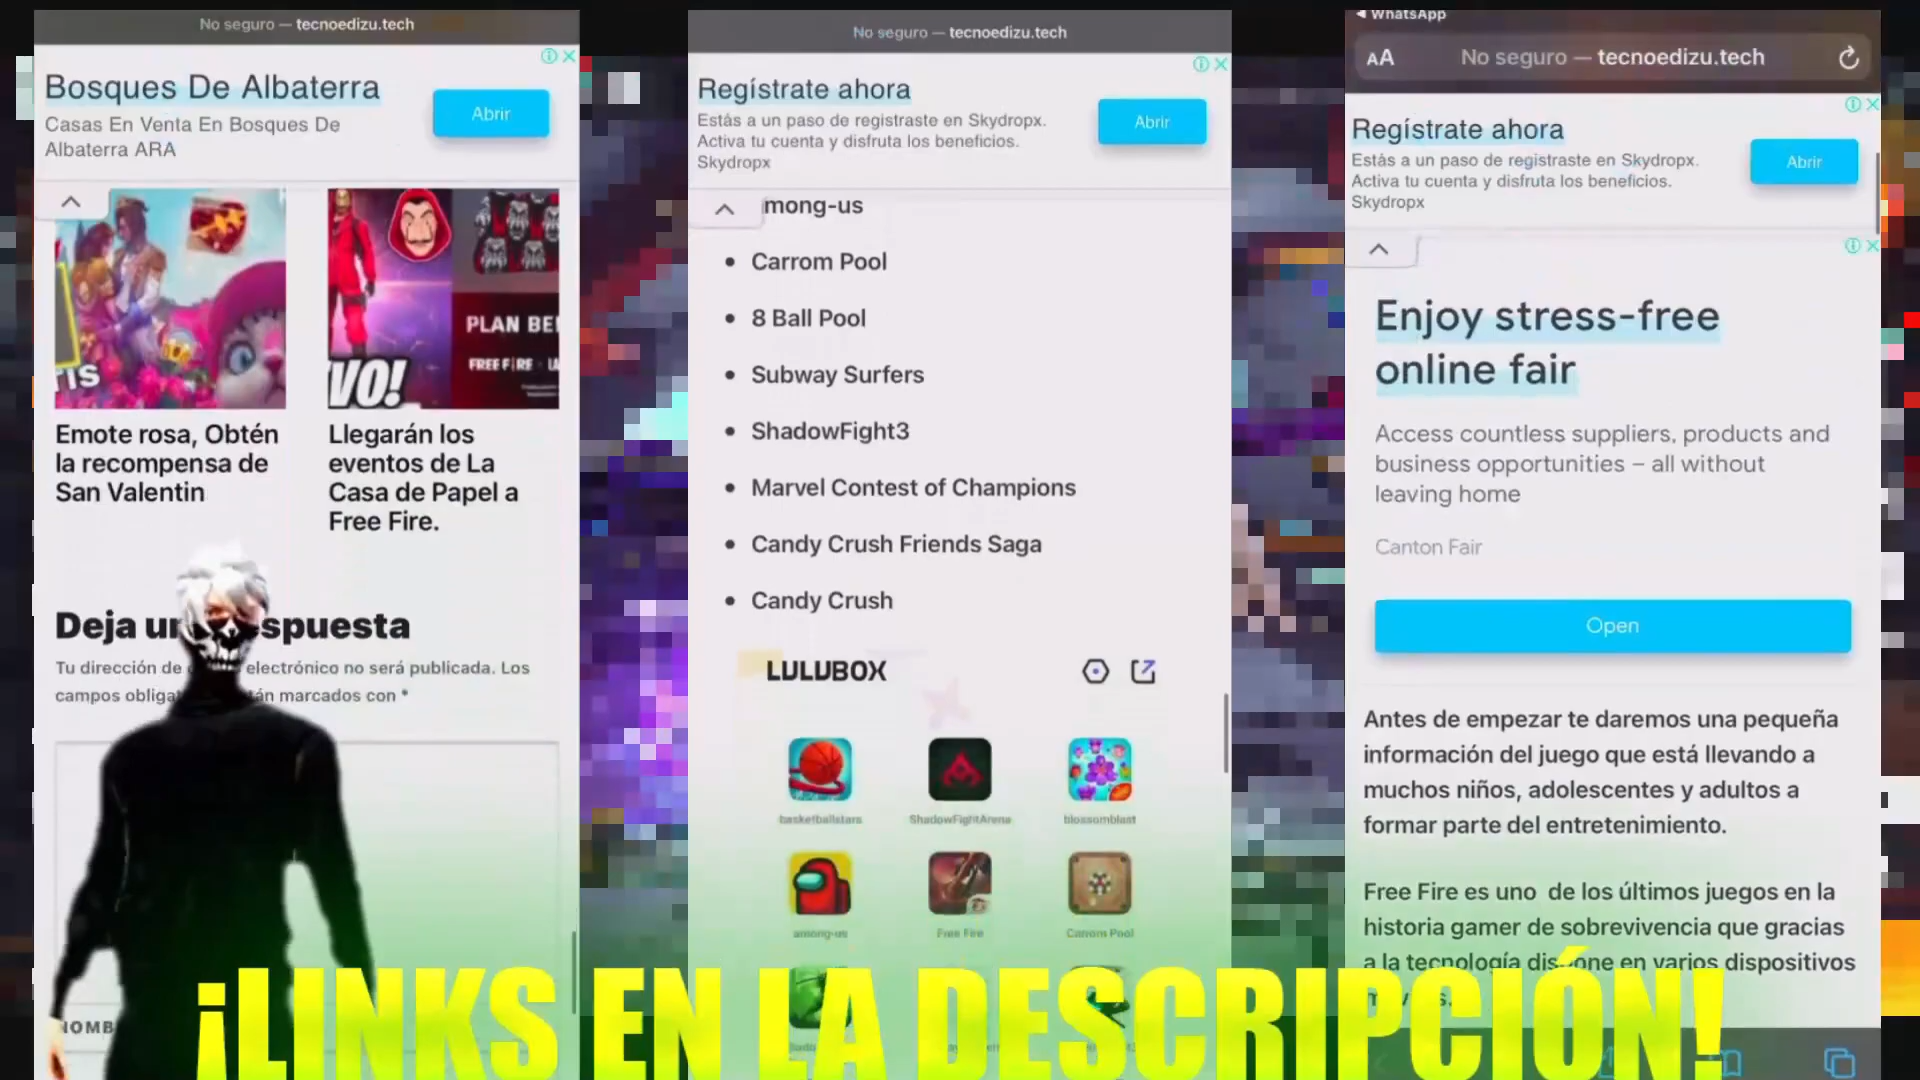 No seguro — tecnoedizu.tech
Bosques De Albaterra
Casas En Venta En Bosques De
Albaterra ARA
Abrir
TIS
VO!
PLAN BE
FREE FIRE
Emote rosa, Obtén
la recompensa de
San Valentin
Llegarán los
eventos de La
Casa de Papel a
Free Fire.
Deja un spuesta
Tu dirección de electrónico no será publicada. Los
campos obliga án marcados con *
NOMB
No seguro — tecnoedizu.tech
Regístrate ahora
Estás a un paso de registraste en Skydropx.
Activa tu cuenta y disfruta los beneficios.
Skydropx
Abrir
mong-us
• Carrom Pool
• 8 Ball Pool
• Subway Surfers
• ShadowFight3
• Marvel Contest of Champions
• Candy Crush Friends Saga
• Candy Crush
LULUBOX
basketballstars
ShadowFightArena
blossomblast
among-us
Free Fire
Carrom Pool
WhatsApp
AA
No seguro — tecnoedizu.tech
Regístrate ahora
Estás a un paso de registraste en Skydropx.
Activa tu cuenta y disfruta los beneficios.
Skydropx
Abrir
Enjoy stress-free
online fair
Access countless suppliers, products and
business opportunities – all without
leaving home
Canton Fair
Open
Antes de empezar te daremos una pequeña
información del juego que está llevando a
muchos niños, adolescentes y adultos a
formar parte del entretenimiento.
Free Fire es uno de los últimos juegos en la
historia gamer de sobrevivencia que gracias
a la tecnología dispone en varios dispositivos
¡LINKS EN LA DESCRIPCIÓN!